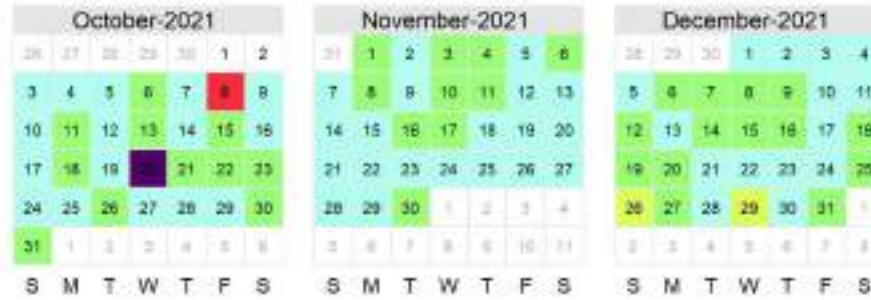 October-2021 November-2021 December-2021
26 27 28 29 30 1 2 31 1 2 3 4 5 6 28 29 30 1 2 3 4
3 4 5 6 7 8 9 7 8 9 10 11 12 13 5 6 7 8 9 10 11
10 11 12 13 14 15 16 14 15 16 17 18 19 20 12 13 14 15 16 17 18
17 18 19 20 21 22 23 21 22 23 24 25 26 27 19 20 21 22 23 24 25
24 25 26 27 28 29 30 28 29 30 1 2 3 4 26 27 28 29 30 31 1
31 1 2 3 4 5 6 5 6 7 8 9 10 11 2 3 4 5 6 7 8
S M T W T F S S M T W T F S S M T W T F S